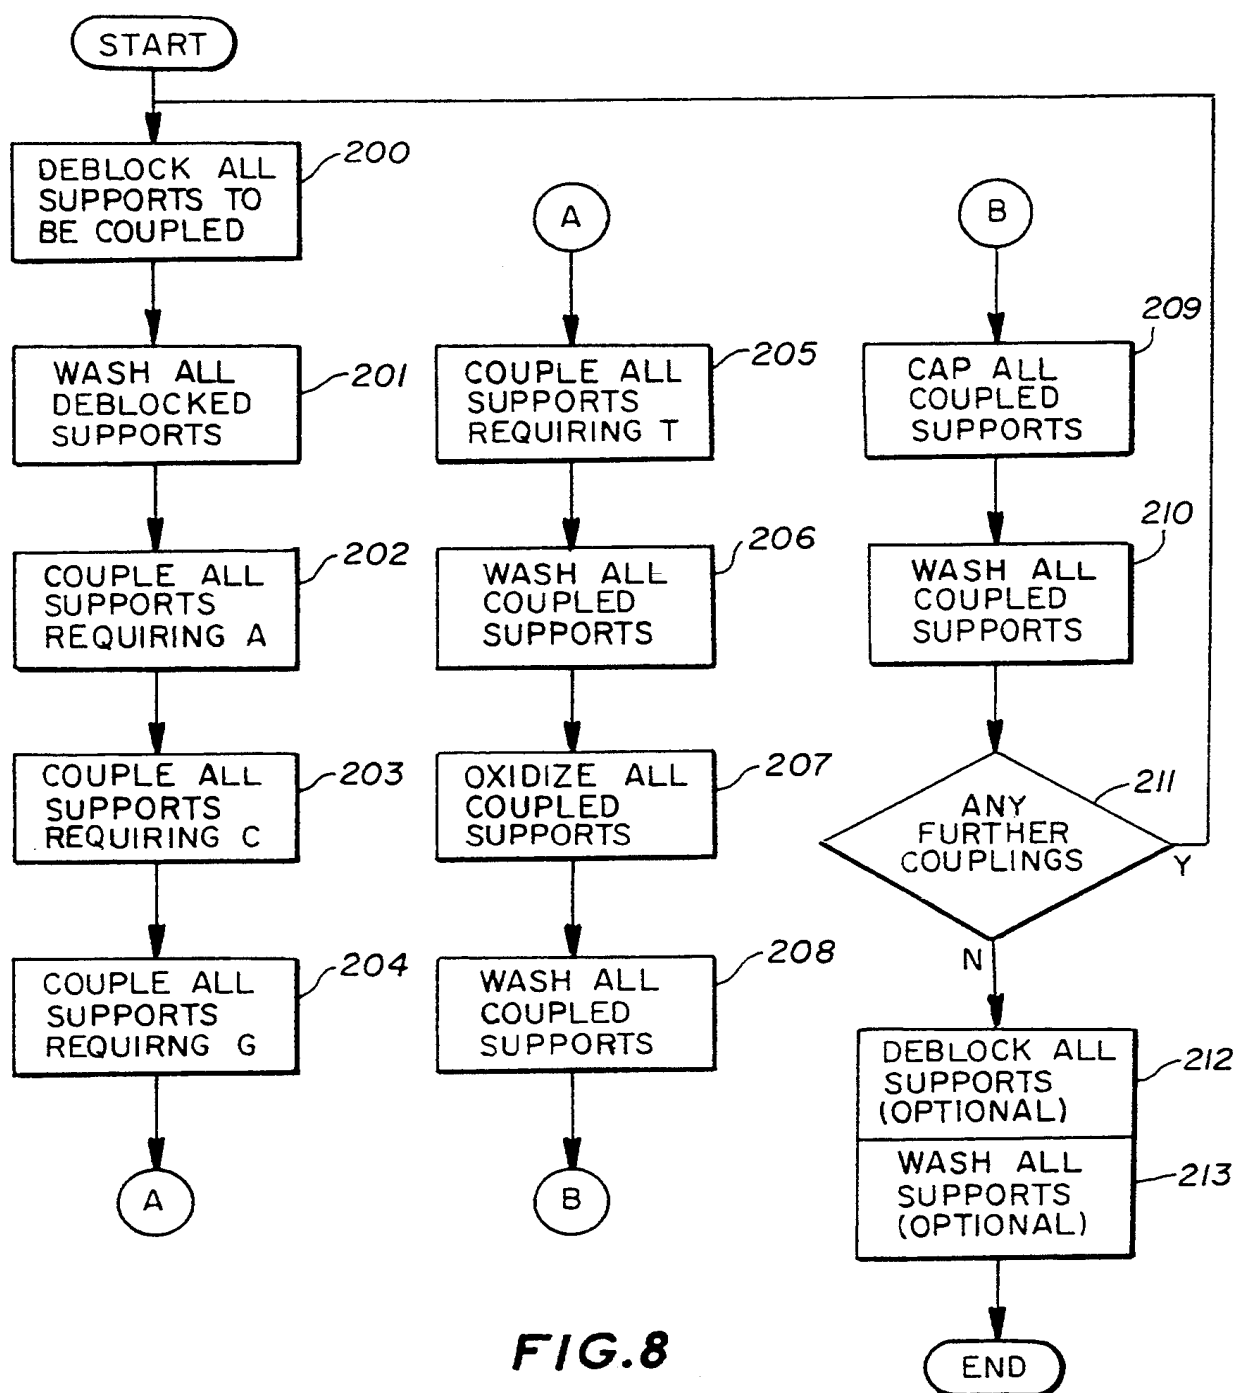 START
DEBLOCK ALL
SUPPORTS TO
BE COUPLED
200
WASH ALL
DEBLOCKED
SUPPORTS
201
COUPLE ALL
SUPPORTS
REQUIRING A
202
COUPLE ALL
SUPPORTS
REQUIRING C
203
COUPLE ALL
SUPPORTS
REQUIRNG G
204
A
A
COUPLE ALL
SUPPORTS
REQUIRING T
205
WASH ALL
COUPLED
SUPPORTS
206
OXIDIZE ALL
COUPLED
SUPPORTS
207
WASH ALL
COUPLED
SUPPORTS
208
B
B
CAP ALL
COUPLED
SUPPORTS
209
WASH ALL
COUPLED
SUPPORTS
210
ANY
FURTHER
COUPLINGS
211
Y
N
DEBLOCK ALL
SUPPORTS
(OPTIONAL)
212
WASH ALL
SUPPORTS
(OPTIONAL)
213
END
FIG.8